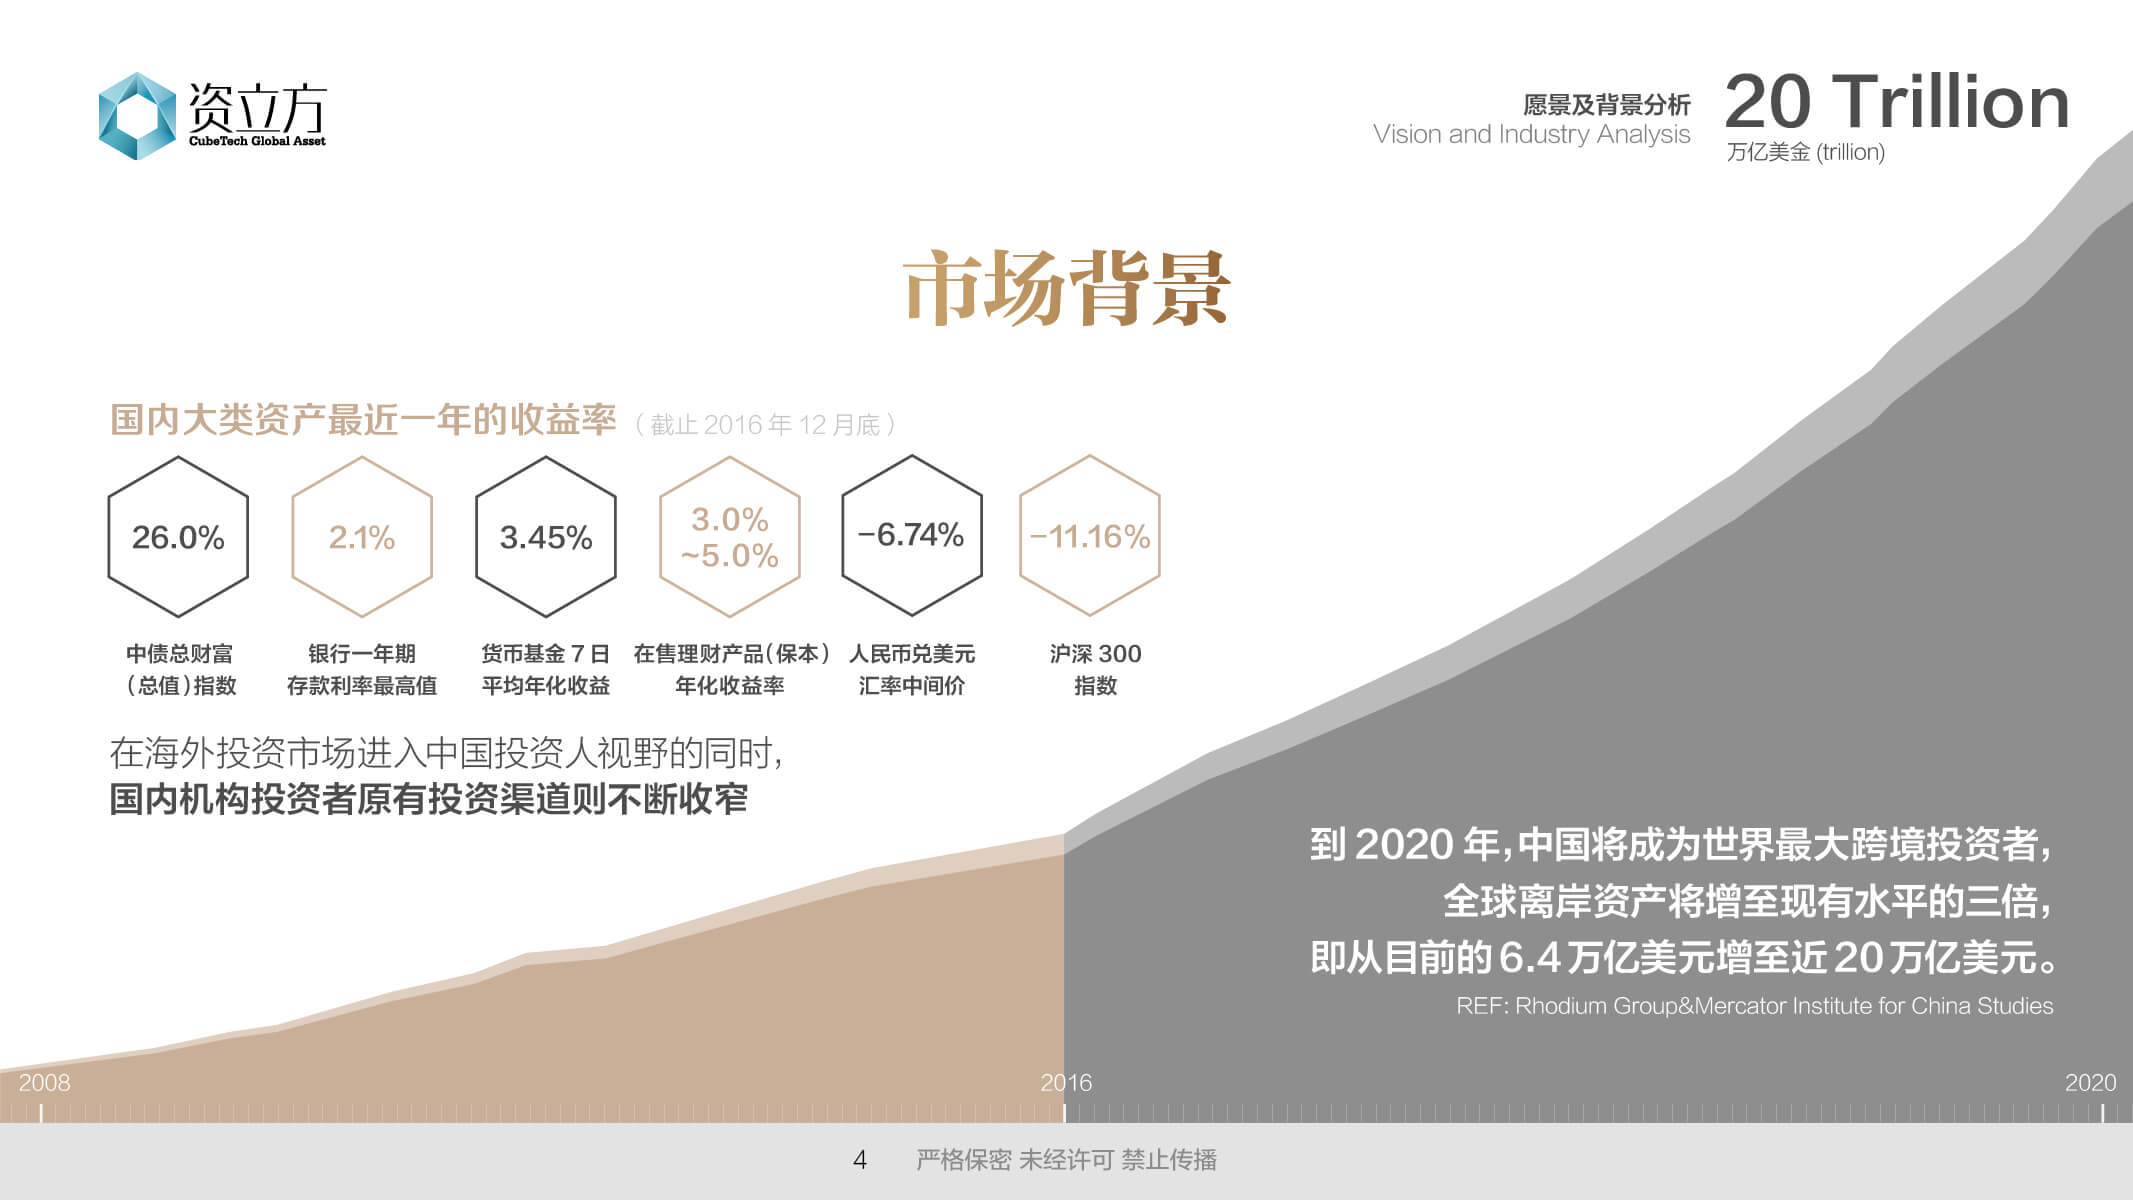 资立方
CubeTech Global Asset
愿景及背景分析
Vision and Industry Analysis
20 Trillion
万亿美金 (trillion)
市场背景
国内大类资产最近一年的收益率（截止 2016 年 12 月底）
26.0%
中债总财富
（总值）指数
2.1%
银行一年期
存款利率最高值
3.45%
货币基金 7 日
平均年化收益
3.0%
~5.0%
在售理财产品（保本）
年化收益率
-6.74%
人民币兑美元
汇率中间价
-11.16%
沪深 300
指数
在海外投资市场进入中国投资人视野的同时，
国内机构投资者原有投资渠道则不断收窄
到 2020 年，中国将成为世界最大跨境投资者，
全球离岸资产将增至现有水平的三倍，
即从目前的 6.4 万亿美元增至近 20 万亿美元。
REF: Rhodium Group&Mercator Institute for China Studies
2008
2016
2020
4 严格保密 未经许可 禁止传播